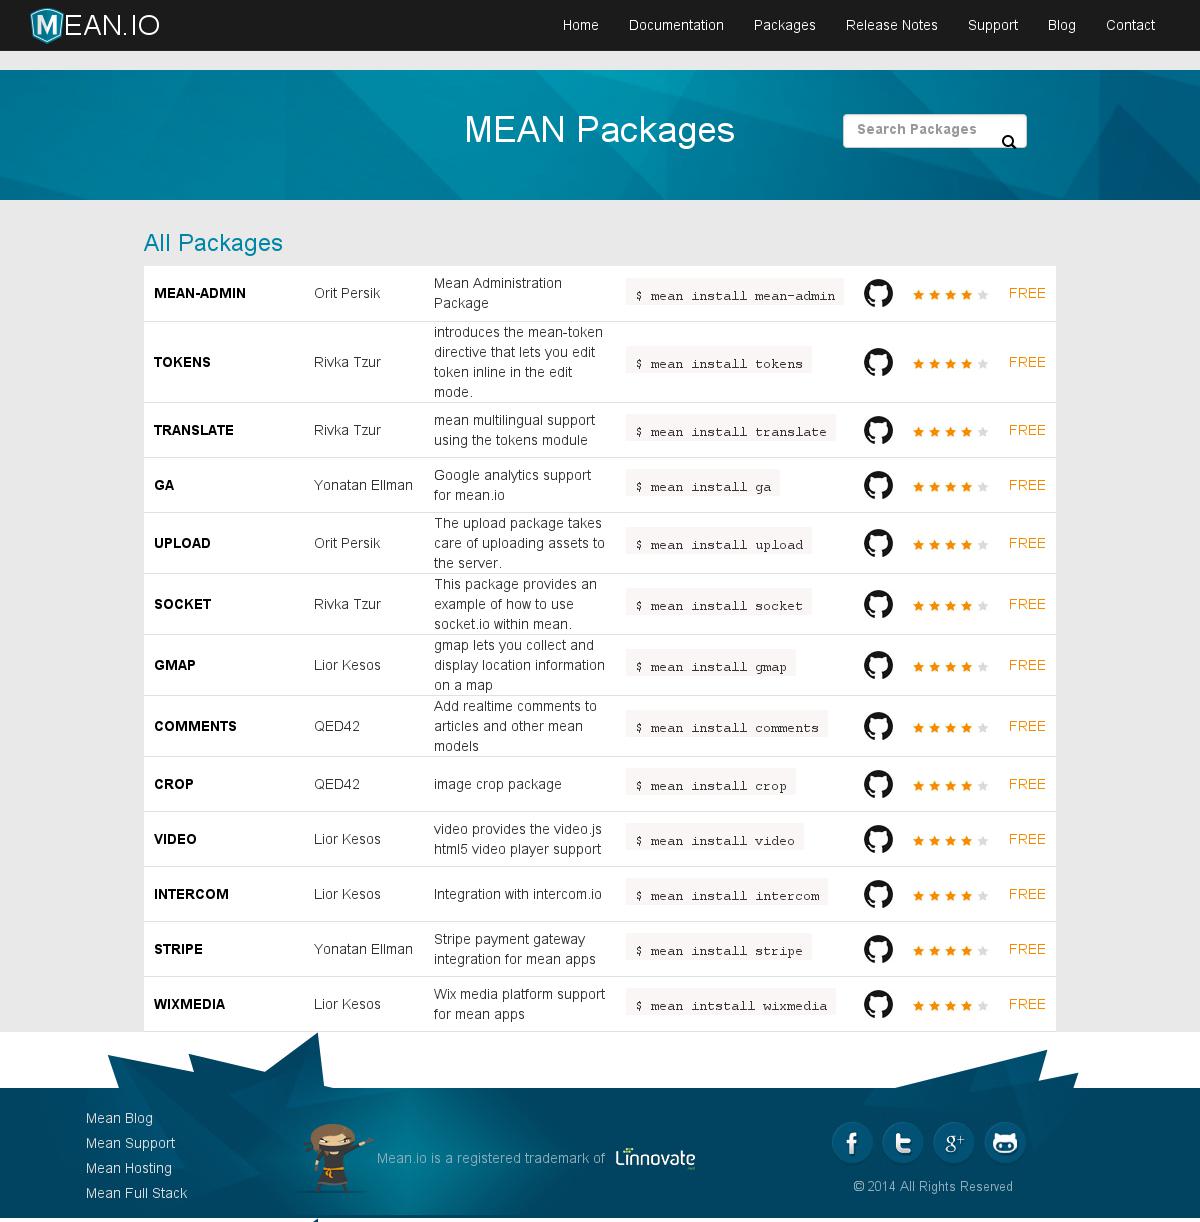 MEAN.IO
Home Documentation Packages Release Notes Support Blog Contact
MEAN Packages
Search Packages
All Packages
MEAN-ADMIN Orit Persik Mean Administration Package $ mean install mean-admin FREE
TOKENS Rivka Tzur introduces the mean-token directive that lets you edit token inline in the edit mode. $ mean install tokens FREE
TRANSLATE Rivka Tzur mean multilingual support using the tokens module $ mean install translate FREE
GA Yonatan Ellman Google analytics support for mean.io $ mean install ga FREE
UPLOAD Orit Persik The upload package takes care of uploading assets to the server. $ mean install upload FREE
SOCKET Rivka Tzur This package provides an example of how to use socket.io within mean. $ mean install socket FREE
GMAP Lior Kesos gmap lets you collect and display location information on a map $ mean install gmap FREE
COMMENTS QED42 Add realtime comments to articles and other mean models $ mean install comments FREE
CROP QED42 image crop package $ mean install crop FREE
VIDEO Lior Kesos video provides the video.js html5 video player support $ mean install video FREE
INTERCOM Lior Kesos Integration with intercom.io $ mean install intercom FREE
STRIPE Yonatan Ellman Stripe payment gateway integration for mean apps $ mean install stripe FREE
WIXMEDIA Lior Kesos Wix media platform support for mean apps $ mean intstall wixmedia FREE
Mean Blog
Mean Support
Mean Hosting
Mean Full Stack
Mean.io is a registered trademark of Linnovate
© 2014 All Rights Reserved